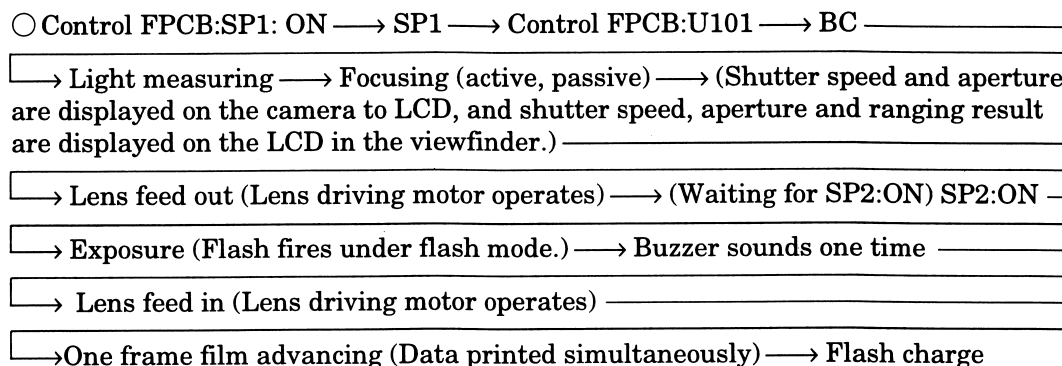 ○ Control FPCB:SP1: ON ⟶ SP1 ⟶ Control FPCB:U101 ⟶ BC
⟶ Light measuring ⟶ Focusing (active, passive) ⟶ (Shutter speed and aperture
are displayed on the camera to LCD, and shutter speed, aperture and ranging result
are displayed on the LCD in the viewfinder.)
⟶ Lens feed out (Lens driving motor operates) ⟶ (Waiting for SP2:ON) SP2:ON
⟶ Exposure (Flash fires under flash mode.) ⟶ Buzzer sounds one time
⟶ Lens feed in (Lens driving motor operates)
⟶ One frame film advancing (Data printed simultaneously) ⟶ Flash charge